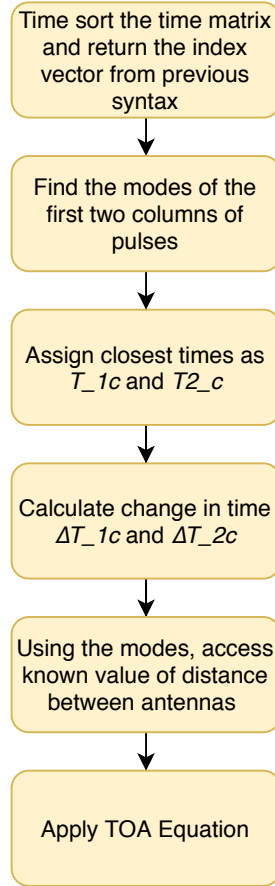 Time sort the time matrix
and return the index
vector from previous
syntax
Find the modes of the
first two columns of
pulses
Assign closest times as
T_1c and T2_c
Calculate change in time
ΔT_1c and ΔT_2c
Using the modes, access
known value of distance
between antennas
Apply TOA Equation